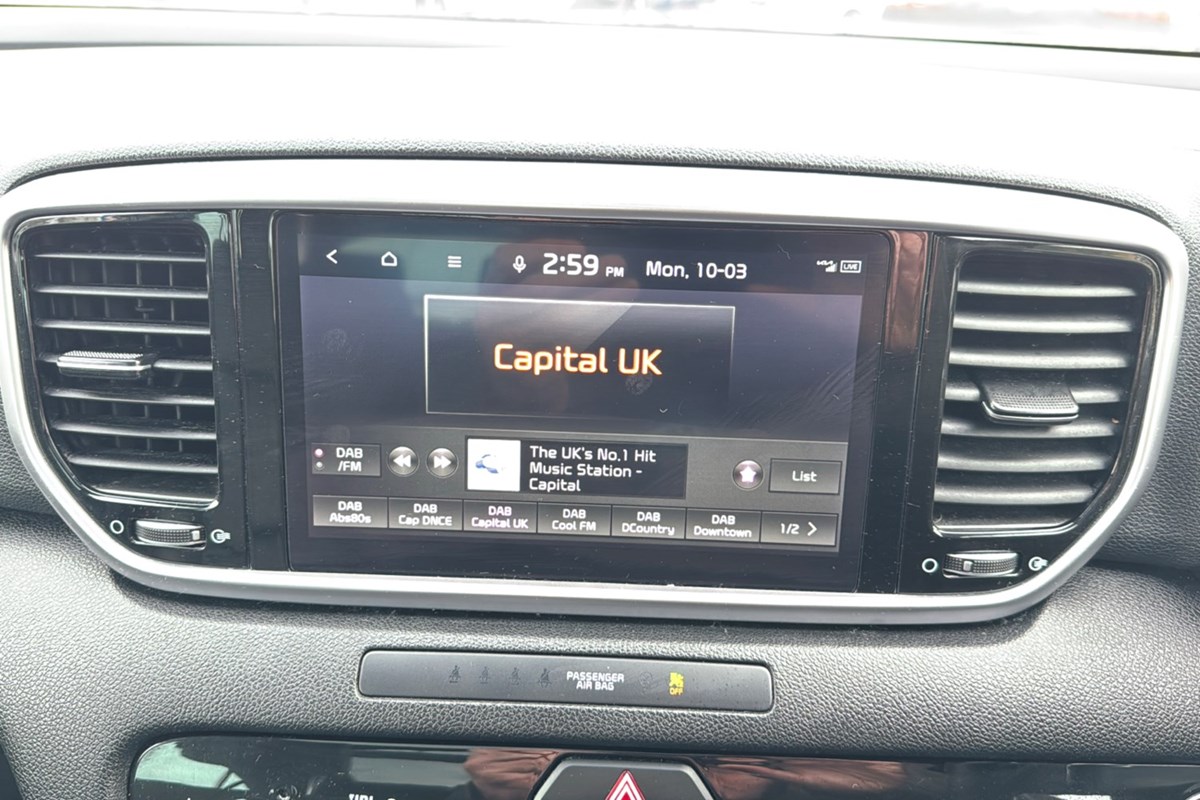 2:59 PM Mon, 10-03
LIVE
Capital UK
DAB
/FM
The UK's No.1 Hit
Music Station -
Capital
List
DAB
Abs80s
DAB
Cap DNCE
DAB
Capital UK
DAB
Cool FM
DAB
DCountry
DAB
Downtown
1/2
PASSENGER
AIR BAG
OFF